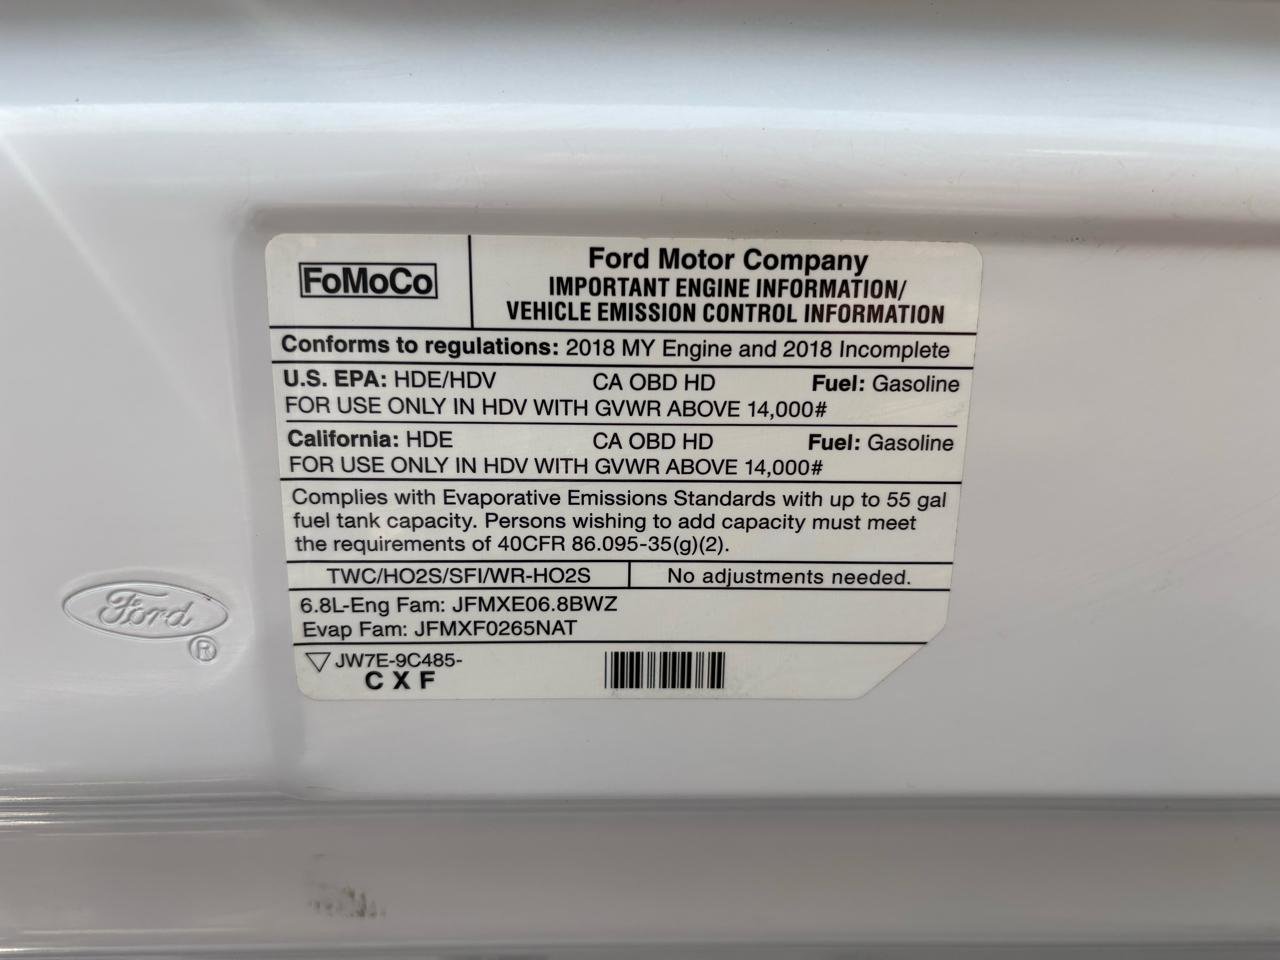 FoMoCo
Ford Motor Company
IMPORTANT ENGINE INFORMATION/
VEHICLE EMISSION CONTROL INFORMATION
Conforms to regulations: 2018 MY Engine and 2018 Incomplete
U.S. EPA: HDE/HDV CA OBD HD Fuel: Gasoline
FOR USE ONLY IN HDV WITH GVWR ABOVE 14,000#
California: HDE CA OBD HD Fuel: Gasoline
FOR USE ONLY IN HDV WITH GVWR ABOVE 14,000#
Complies with Evaporative Emissions Standards with up to 55 gal
fuel tank capacity. Persons wishing to add capacity must meet
the requirements of 40CFR 86.095-35(g)(2).
TWC/HO2S/SFI/WR-HO2S No adjustments needed.
6.8L-Eng Fam: JFMXE06.8BWZ
Evap Fam: JFMXF0265NAT
JW7E-9C485-
C X F
Ford
®